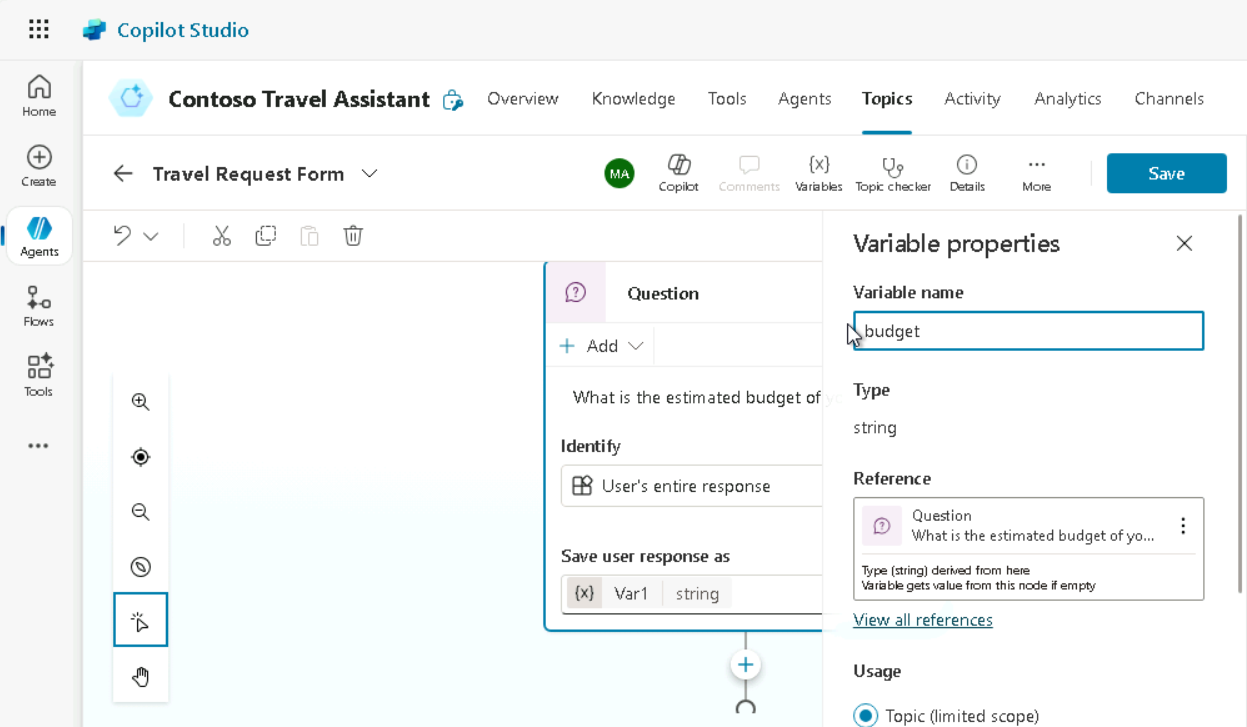 Copilot Studio
Home
Create
Agents
Flows
Tools
Contoso Travel Assistant
Overview
Knowledge
Tools
Agents
Topics
Activity
Analytics
Channels
Travel Request Form
MA
Copilot
Comments
{x}
Variables
Topic checker
Details
More
Save
Question
Add
What is the estimated budget of yo
Identify
User's entire response
Save user response as
{x} Var1 string
Variable properties
Variable name
budget
Type
string
Reference
Question
What is the estimated budget of yo...
Type (string) derived from here
Variable gets value from this node if empty
View all references
Usage
Topic (limited scope)